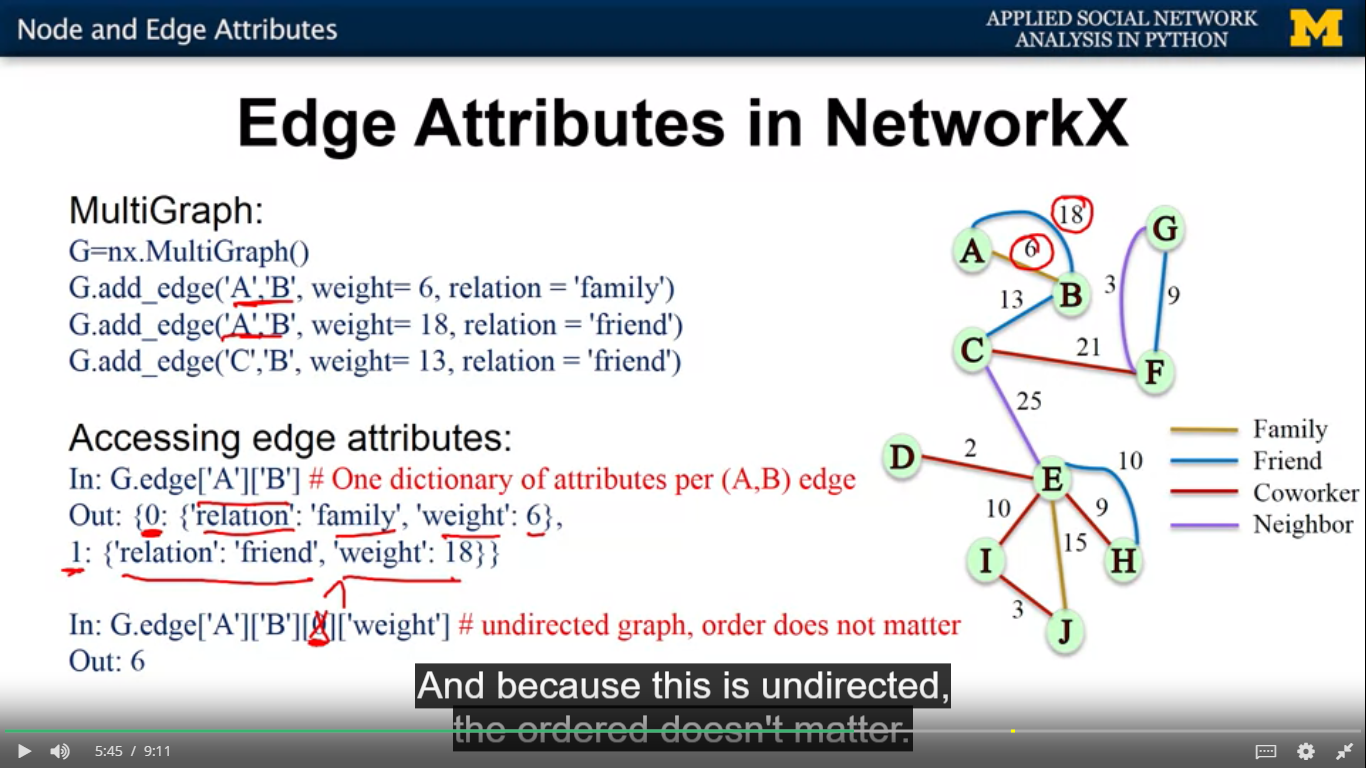 Node and Edge Attributes
APPLIED SOCIAL NETWORK
ANALYSIS IN PYTHON
M
Edge Attributes in NetworkX
MultiGraph:
G=nx.MultiGraph()
G.add_edge('A','B', weight= 6, relation = 'family')
G.add_edge('A','B', weight= 18, relation = 'friend')
G.add_edge('C','B', weight= 13, relation = 'friend')
Accessing edge attributes:
In: G.edge['A']['B'] # One dictionary of attributes per (A,B) edge
Out: {0: {'relation': 'family', 'weight': 6},
1: {'relation': 'friend', 'weight': 18}}
1
In: G.edge['A']['B'][0]['weight'] # undirected graph, order does not matter
Out: 6
18
G
A
6
B
3
9
13
C
21
F
25
D
2
E
10
10
9
I
15
H
3
J
Family
Friend
Coworker
Neighbor
And because this is undirected,
the ordered doesn't matter.
5:45 / 9:11